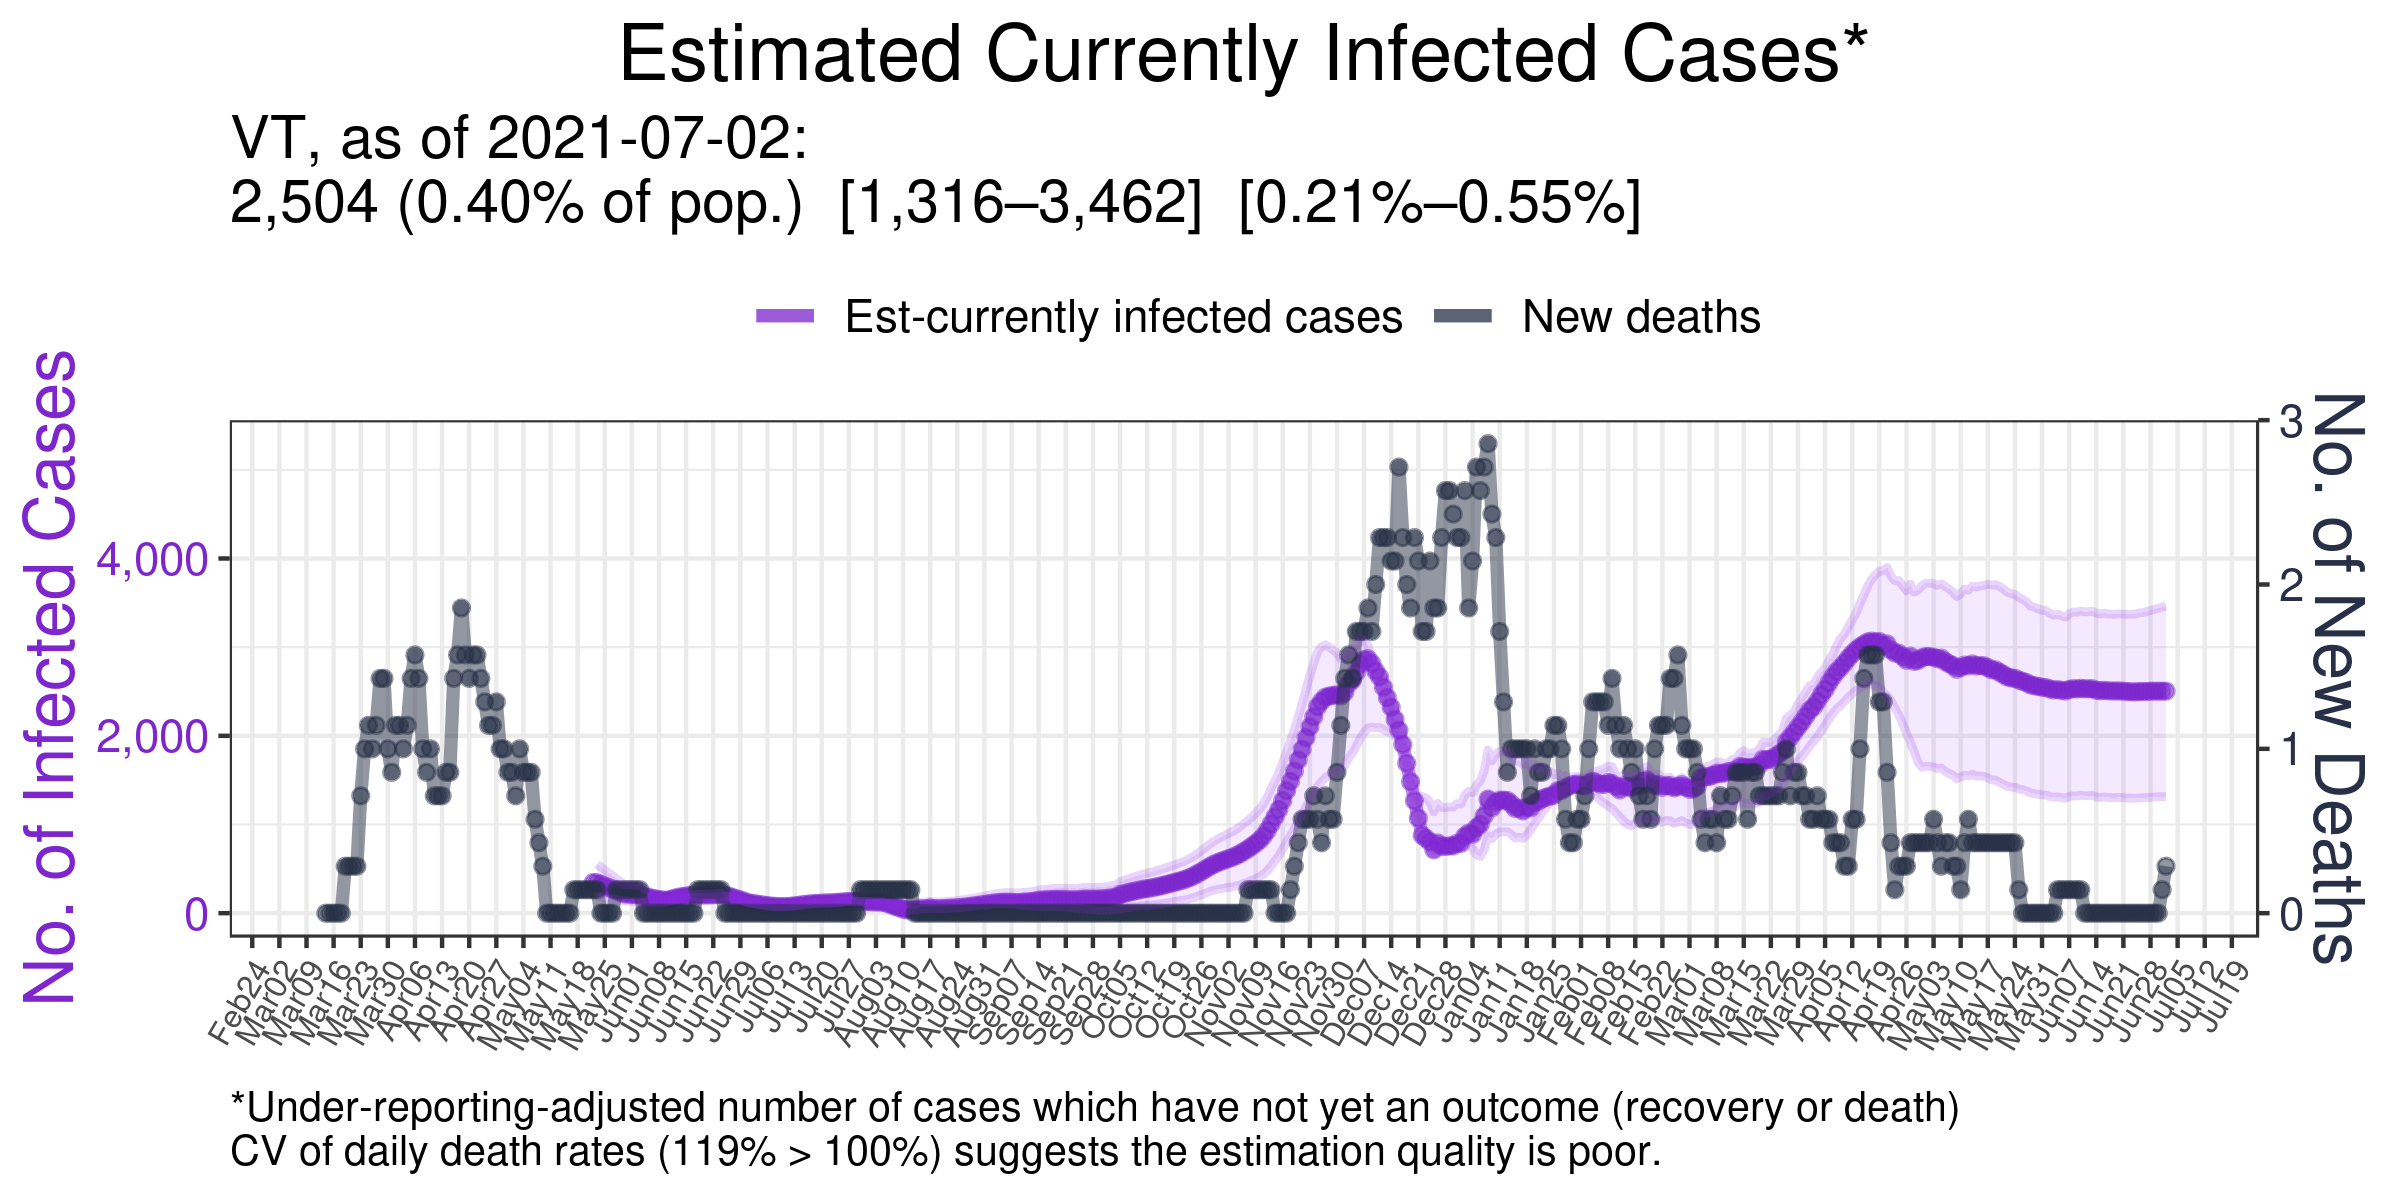 Estimated Currently Infected Cases*
VT, as of 2021-07-02:
2,504 (0.40% of pop.)  [1,316–3,462]  [0.21%–0.55%]
Est-currently infected cases
New deaths
No. of Infected Cases
4,000
2,000
0
3
2
1
0
No. of New Deaths
Feb24
Mar02
Mar09
Mar16
Mar23
Mar30
Apr06
Apr13
Apr20
Apr27
May04
May11
May18
May25
Jun01
Jun08
Jun15
Jun22
Jun29
Jul06
Jul13
Jul20
Jul27
Aug03
Aug10
Aug17
Aug24
Aug31
Sep07
Sep14
Sep21
Sep28
Oct05
Oct12
Oct19
Oct26
Nov02
Nov09
Nov16
Nov23
Nov30
Dec07
Dec14
Dec21
Dec28
Jan04
Jan11
Jan18
Jan25
Feb01
Feb08
Feb15
Feb22
Mar01
Mar08
Mar15
Mar22
Mar29
Apr05
Apr12
Apr19
Apr26
May03
May10
May17
May24
May31
Jun07
Jun14
Jun21
Jun28
Jul05
Jul12
Jul19
*Under-reporting-adjusted number of cases which have not yet an outcome (recovery or death)
CV of daily death rates (119% > 100%) suggests the estimation quality is poor.